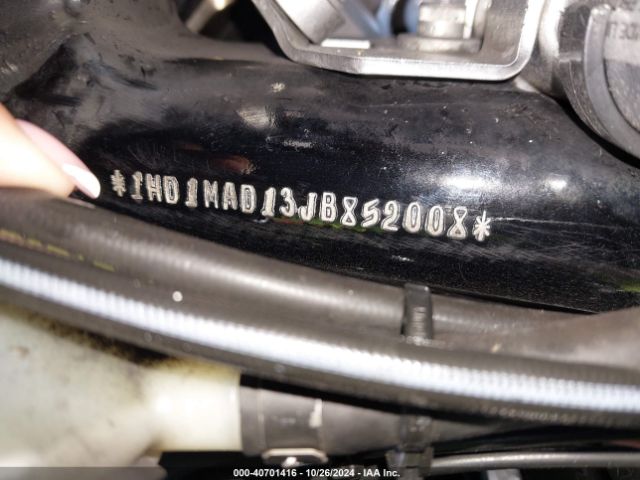 *1HD1MAD13JB852008*
000-40701416 | 10/26/2024 | IAA Inc.